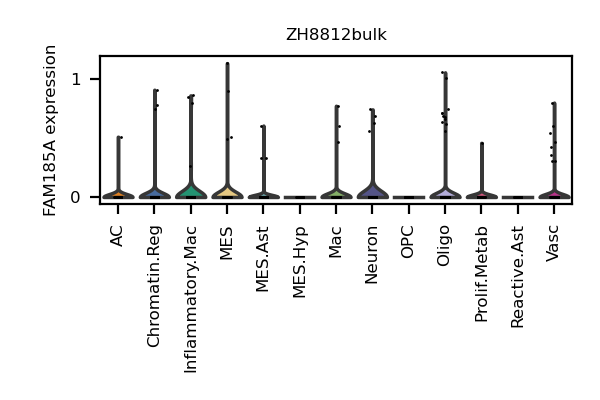 ZH8812bulk
FAM185A expression
1
0
AC
Chromatin.Reg
Inflammatory.Mac
MES
MES.Ast
MES.Hyp
Mac
Neuron
OPC
Oligo
Prolif.Metab
Reactive.Ast
Vasc